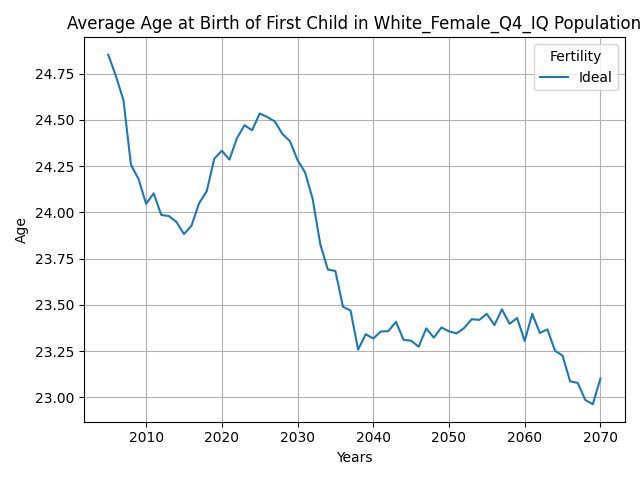 Average Age at Birth of First Child in White_Female_Q4_IQ Population
Fertility
Ideal
24.75
24.50
24.25
24.00
23.75
23.50
23.25
23.00
Age
2010 2020 2030 2040 2050 2060 2070
Years